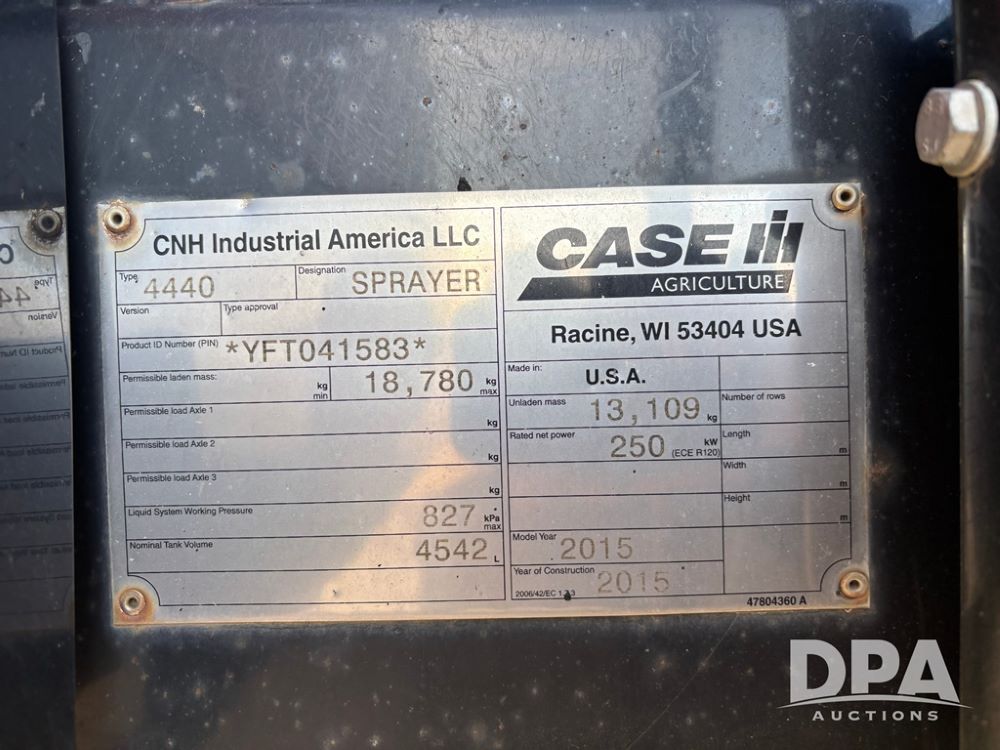 CNH Industrial America LLC
Type 4440
Designation SPRAYER
Version
Type approval
Product ID Number (PIN) *YFT041583*
Permissible laden mass: kg min 18,780 kg max
Permissible load Axle 1 kg
Permissible load Axle 2 kg
Permissible load Axle 3 kg
Liquid System Working Pressure 827 kPa max
Nominal Tank Volume 4542 L
CASE IH
AGRICULTURE
Racine, WI 53404 USA
Made in: U.S.A.
Unladen mass 13,109 kg
Number of rows
Rated net power 250 kW (ECE R120)
Length m
Width m
Height m
Model Year 2015
Year of Construction 2015
2006/42/EC
47804360 A
DPA
AUCTIONS